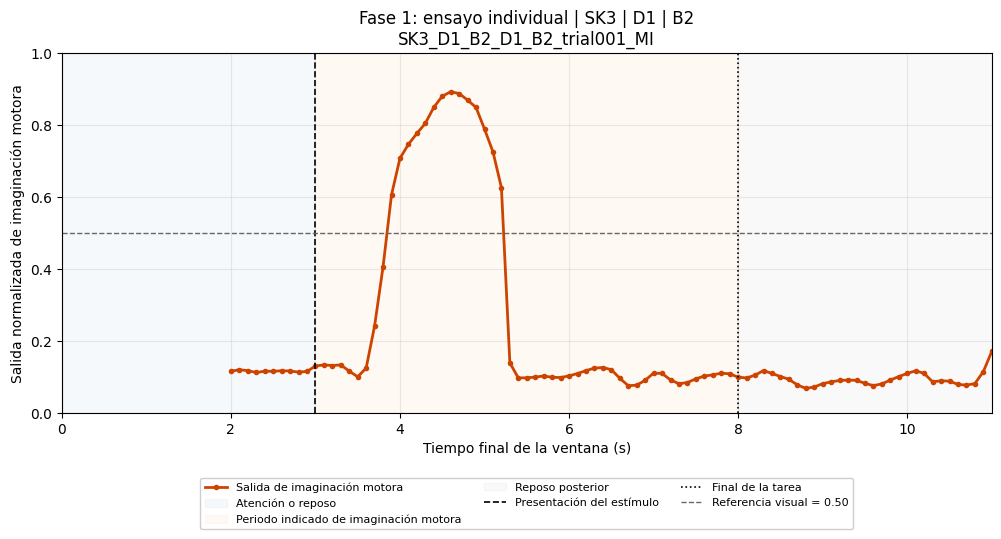 Fase 1: ensayo individual | SK3 | D1 | B2
SK3_D1_B2_D1_B2_trial001_MI
Salida normalizada de imaginación motora
1.0
0.8
0.6
0.4
0.2
0.0
0 2 4 6 8 10
Tiempo final de la ventana (s)
Salida de imaginación motora
Atención o reposo
Periodo indicado de imaginación motora
Reposo posterior
Presentación del estímulo
Final de la tarea
Referencia visual = 0.50